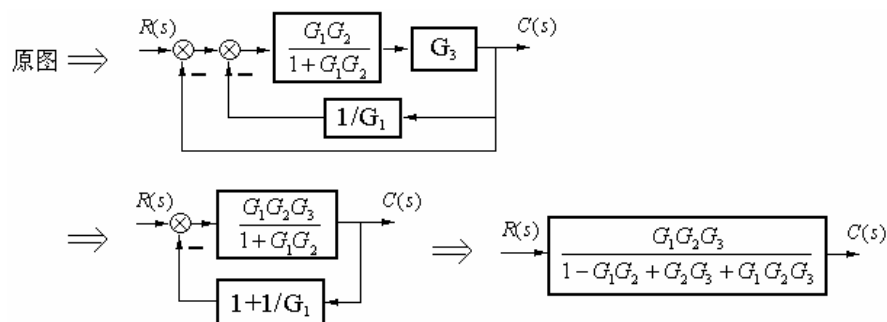 原图 ⇒ R(s) ⊗ − ⊗ − G₁G₂/(1+G₁G₂) G₃ C(s)
1/G₁
⇒ R(s) ⊗ − G₁G₂G₃/(1+G₁G₂) C(s) ⇒ R(s) G₁G₂G₃/(1−G₁G₂+G₂G₃+G₁G₂G₃) C(s)
1+1/G₁